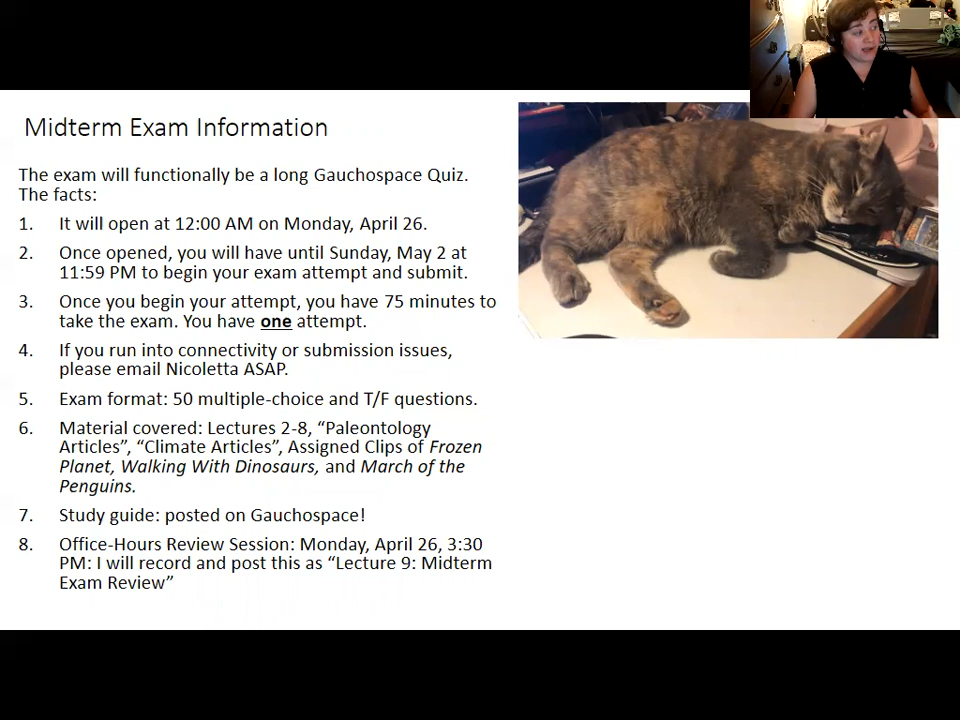 Midterm Exam Information
The exam will functionally be a long Gauchospace Quiz.
The facts:
1. It will open at 12:00 AM on Monday, April 26.
2. Once opened, you will have until Sunday, May 2 at
11:59 PM to begin your exam attempt and submit.
3. Once you begin your attempt, you have 75 minutes to
take the exam. You have one attempt.
4. If you run into connectivity or submission issues,
please email Nicoletta ASAP.
5. Exam format: 50 multiple-choice and T/F questions.
6. Material covered: Lectures 2-8, “Paleontology
Articles”, “Climate Articles”, Assigned Clips of Frozen
Planet, Walking With Dinosaurs, and March of the
Penguins.
7. Study guide: posted on Gauchospace!
8. Office-Hours Review Session: Monday, April 26, 3:30
PM: I will record and post this as “Lecture 9: Midterm
Exam Review”